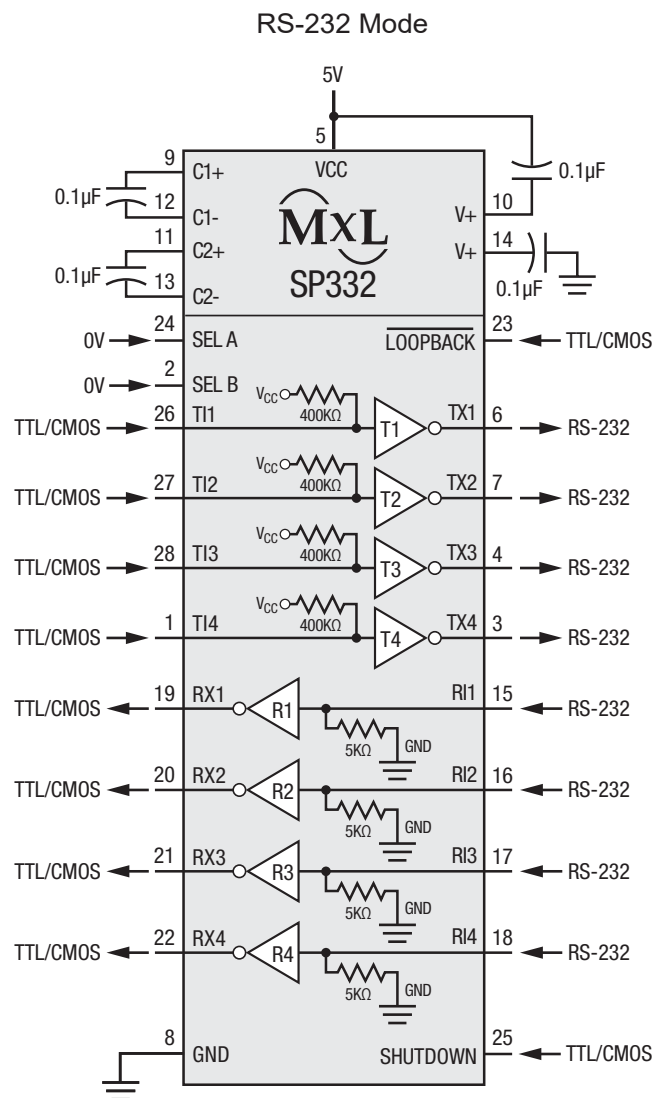 RS-232 Mode
5V
5
VCC
9
C1+
0.1µF
12
C1-
11
C2+
0.1µF
13
C2-
0.1µF
10
V+
14
V+
0.1µF
MXL
SP332
24
0V
SEL A
23
LOOPBACK
TTL/CMOS
2
0V
SEL B
TTL/CMOS
26
TI1
VCC
400KΩ
T1
TX1
6
RS-232
TTL/CMOS
27
TI2
VCC
400KΩ
T2
TX2
7
RS-232
TTL/CMOS
28
TI3
VCC
400KΩ
T3
TX3
4
RS-232
TTL/CMOS
1
TI4
VCC
400KΩ
T4
TX4
3
RS-232
TTL/CMOS
19
RX1
R1
5KΩ
GND
RI1
15
RS-232
TTL/CMOS
20
RX2
R2
5KΩ
GND
RI2
16
RS-232
TTL/CMOS
21
RX3
R3
5KΩ
GND
RI3
17
RS-232
TTL/CMOS
22
RX4
R4
5KΩ
GND
RI4
18
RS-232
8
GND
SHUTDOWN
25
TTL/CMOS